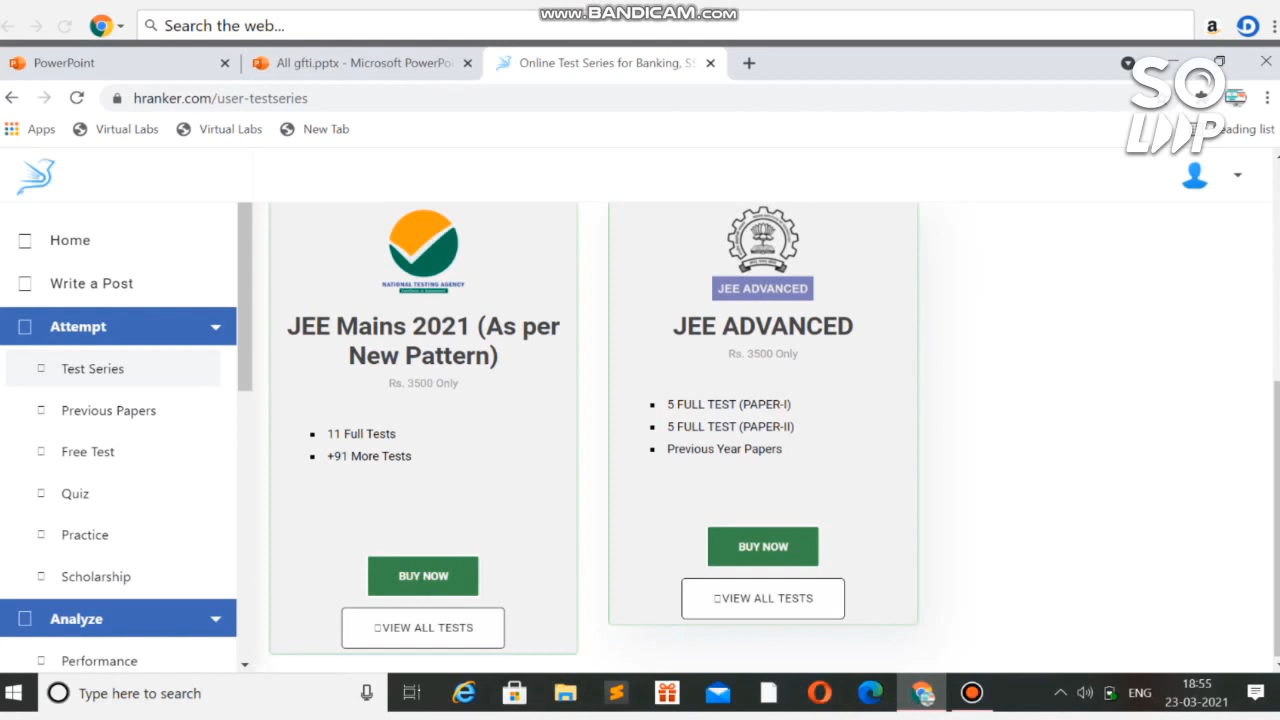 www.BANDICAM.com
Search the web...
PowerPoint
All gfti.pptx - Microsoft PowerPo
Online Test Series for Banking, SS
hranker.com/user-testseries
Apps
Virtual Labs
Virtual Labs
New Tab
eading list
SO
LP
Home
Write a Post
Attempt
Test Series
Previous Papers
Free Test
Quiz
Practice
Scholarship
Analyze
Performance
NATIONAL TESTING AGENCY
JEE Mains 2021 (As per
New Pattern)
Rs. 3500 Only
11 Full Tests
+91 More Tests
BUY NOW
VIEW ALL TESTS
JEE ADVANCED
JEE ADVANCED
Rs. 3500 Only
5 FULL TEST (PAPER-I)
5 FULL TEST (PAPER-II)
Previous Year Papers
BUY NOW
VIEW ALL TESTS
Type here to search
ENG
18:55
23-03-2021